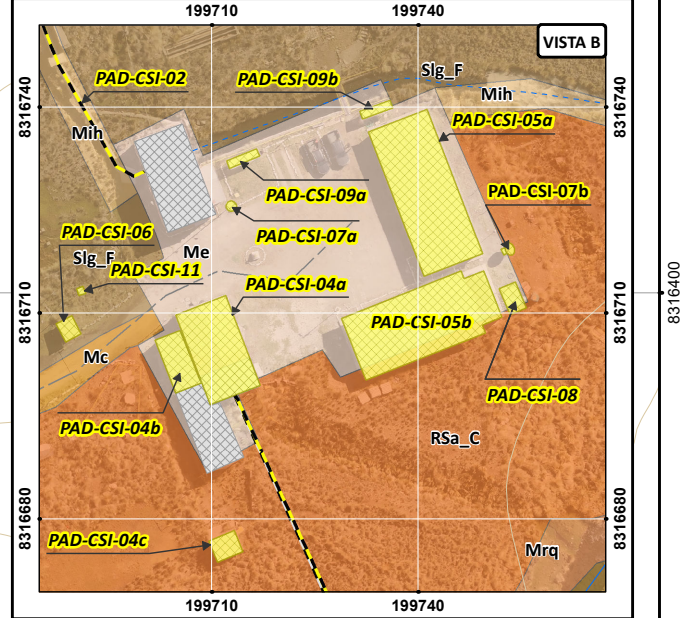 199710
199740
VISTA B
PAD-CSI-02
PAD-CSI-09b
Slg_F
Mih
8316740
8316740
Mih
PAD-CSI-05a
PAD-CSI-09a
PAD-CSI-07b
PAD-CSI-06
PAD-CSI-07a
Slg_F
Me
PAD-CSI-11
PAD-CSI-04a
8316400
8316710
8316710
PAD-CSI-05b
Mc
PAD-CSI-08
PAD-CSI-04b
RSa_C
8316680
8316680
PAD-CSI-04c
Mrq
199710
199740